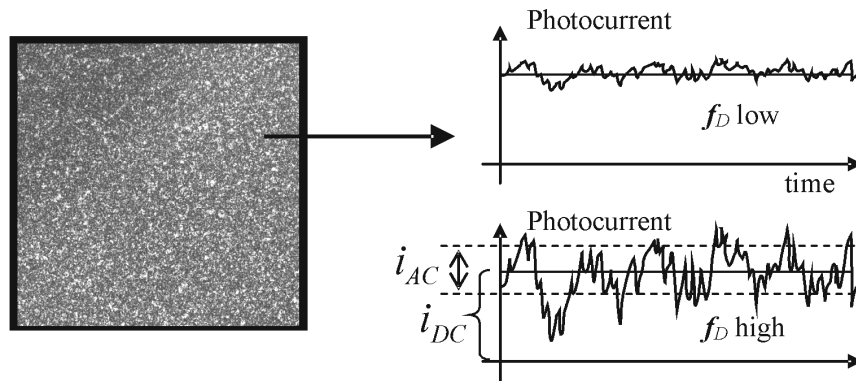 Photocurrent
f_D low
time
Photocurrent
i_AC
i_DC
f_D high